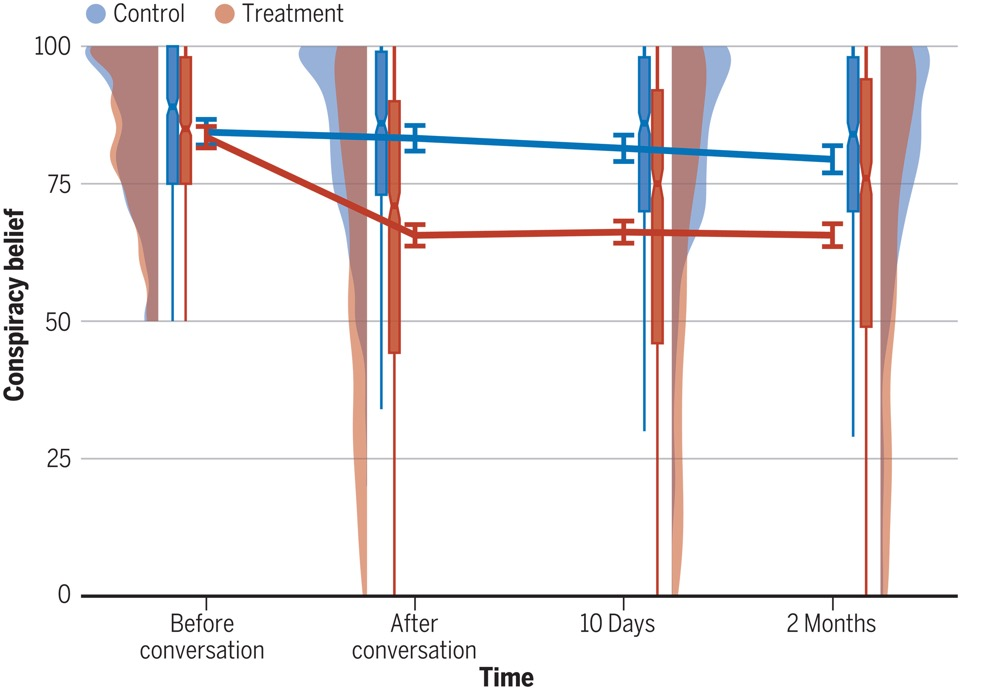 Control Treatment
100
75
50
25
0
Conspiracy belief
Before
conversation
After
conversation
10 Days
2 Months
Time